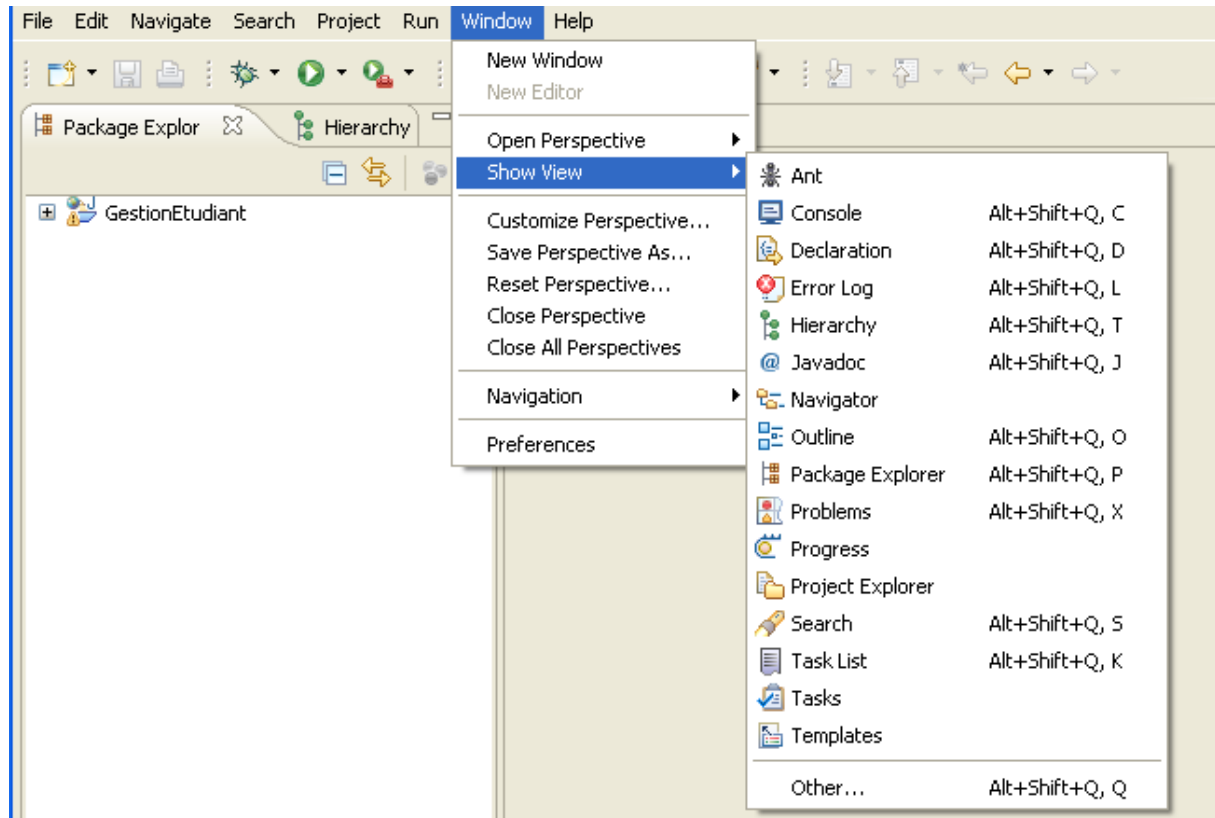 File Edit Navigate Search Project Run Window Help
New Window
New Editor
Package Explor
Hierarchy
Open Perspective
Show View
GestionEtudiant
Customize Perspective...
Save Perspective As...
Reset Perspective...
Close Perspective
Close All Perspectives
Navigation
Preferences
Ant
Console Alt+Shift+Q, C
Declaration Alt+Shift+Q, D
Error Log Alt+Shift+Q, L
Hierarchy Alt+Shift+Q, T
@ Javadoc Alt+Shift+Q, J
Navigator
Outline Alt+Shift+Q, O
Package Explorer Alt+Shift+Q, P
Problems Alt+Shift+Q, X
Progress
Project Explorer
Search Alt+Shift+Q, S
Task List Alt+Shift+Q, K
Tasks
Templates
Other... Alt+Shift+Q, Q